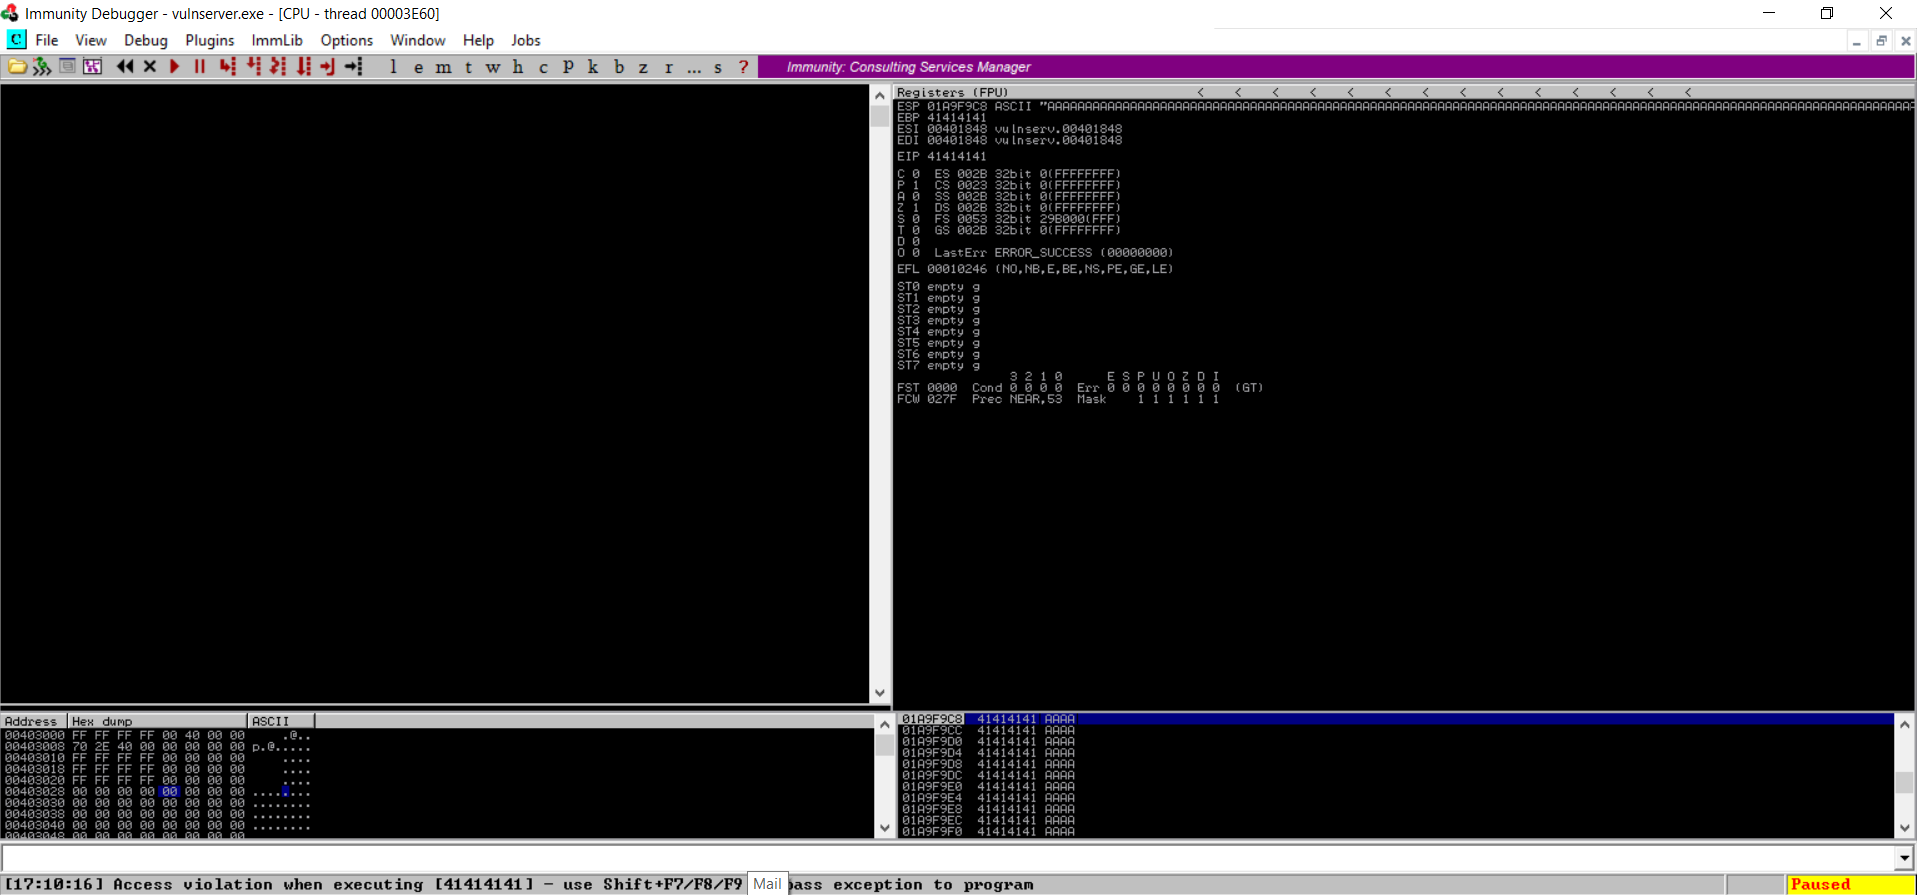 Immunity Debugger - vulnserver.exe - [CPU - thread 00003E60]
C File View Debug Plugins ImmLib Options Window Help Jobs
l e m t w h c P k b z r ... s ? Immunity: Consulting Services Manager
Registers (FPU) < < < < < < < < < < < < < <
EBP 41414141
ESI 00401848 vulnserv.00401848
EDI 00401848 vulnserv.00401848
EIP 41414141
C 0 ES 002B 32bit 0(FFFFFFFF)
P 1 CS 0023 32bit 0(FFFFFFFF)
A 0 SS 002B 32bit 0(FFFFFFFF)
Z 1 DS 002B 32bit 0(FFFFFFFF)
S 0 FS 0053 32bit 29B000(FFF)
T 0 GS 002B 32bit 0(FFFFFFFF)
D 0
O 0 LastErr ERROR_SUCCESS (00000000)
EFL 00010246 (NO,NB,E,BE,NS,PE,GE,LE)
ST0 empty g
ST1 empty g
ST2 empty g
ST3 empty g
ST4 empty g
ST5 empty g
ST6 empty g
ST7 empty g
3 2 1 0 E S P U O Z D I
FST 0000 Cond 0 0 0 0 Err 0 0 0 0 0 0 0 0 (GT)
FCW 027F Prec NEAR,53 Mask 1 1 1 1 1 1
Address Hex dump ASCII
00403000 FF FF FF FF 00 40 00 00 .@..
00403008 70 2E 40 00 00 00 00 00 p.@.....
00403010 FF FF FF FF 00 00 00 00 ....
00403018 FF FF FF FF 00 00 00 00 ....
00403020 FF FF FF FF 00 00 00 00 ....
00403028 00 00 00 00 00 00 00 00 ........
00403030 00 00 00 00 00 00 00 00 ........
00403038 00 00 00 00 00 00 00 00 ........
00403040 00 00 00 00 00 00 00 00 ........
01A9F9C8 41414141 AAAA
01A9F9CC 41414141 AAAA
01A9F9D0 41414141 AAAA
01A9F9D4 41414141 AAAA
01A9F9D8 41414141 AAAA
01A9F9DC 41414141 AAAA
01A9F9E0 41414141 AAAA
01A9F9E4 41414141 AAAA
01A9F9E8 41414141 AAAA
01A9F9EC 41414141 AAAA
01A9F9F0 41414141 AAAA
[17:10:16] Access violation when executing [41414141] - use Shift+F7/F8/F9 Mail pass exception to program
Paused